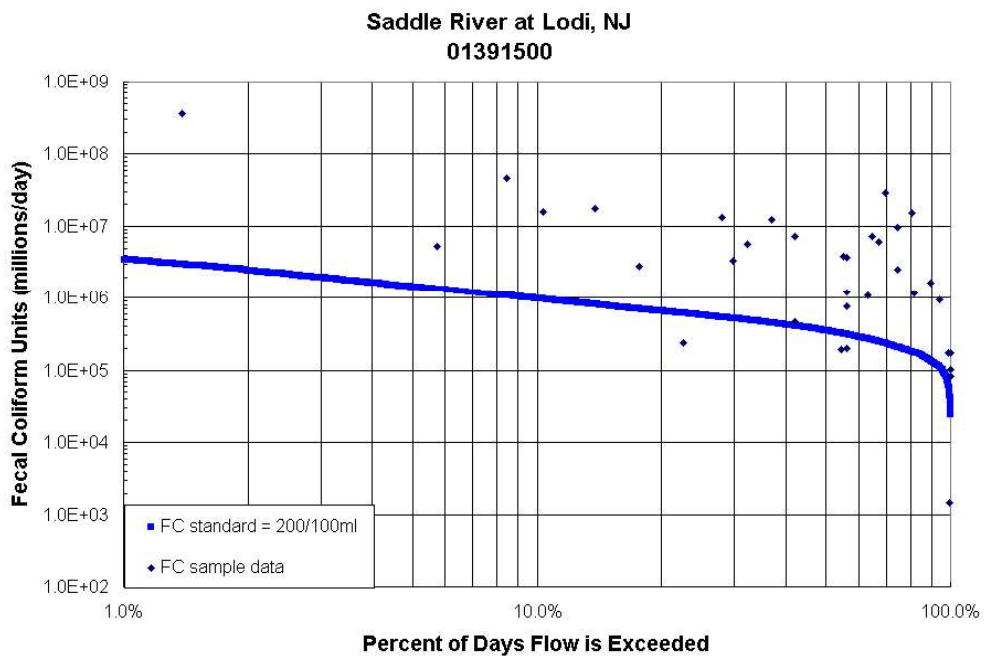 Saddle River at Lodi, NJ
01391500
Fecal Coliform Units (millions/day)
1.0E+09
1.0E+08
1.0E+07
1.0E+06
1.0E+05
1.0E+04
1.0E+03
1.0E+02
FC standard = 200/100ml
FC sample data
1.0%
10.0%
100.0%
Percent of Days Flow is Exceeded